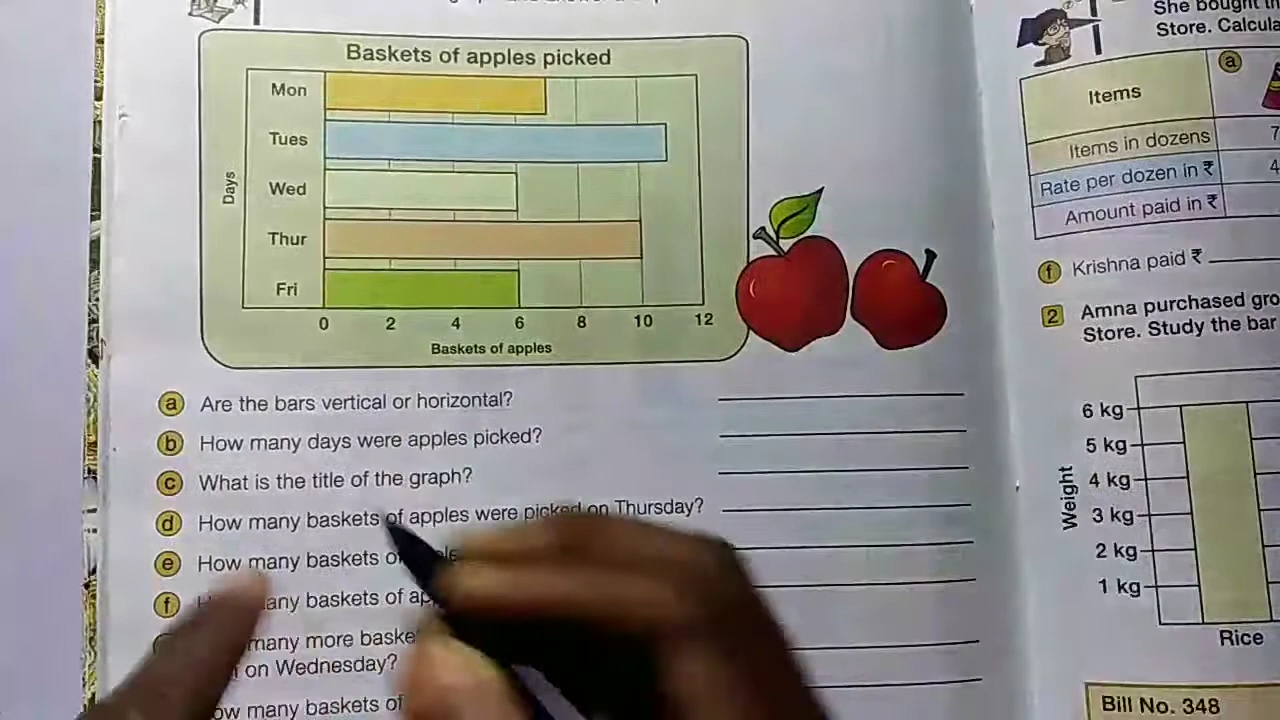 Baskets of apples picked
Days
Mon
Tues
Wed
Thur
Fri
0 2 4 6 8 10 12
Baskets of apples
a Are the bars vertical or horizontal?
b How many days were apples picked?
c What is the title of the graph?
d How many baskets of apples were picked on Thursday?
e How many baskets of
f any baskets of
many more
on Wednesday?
many baskets of
She bought
Store.
a
Items
Items in dozens 7
Rate per dozen in ₹ 4
Amount paid in ₹
f Krishna paid ₹
2 Amna purchased
Store. Study the bar
Weight
6 kg
5 kg
4 kg
3 kg
2 kg
1 kg
Rice
Bill No. 348